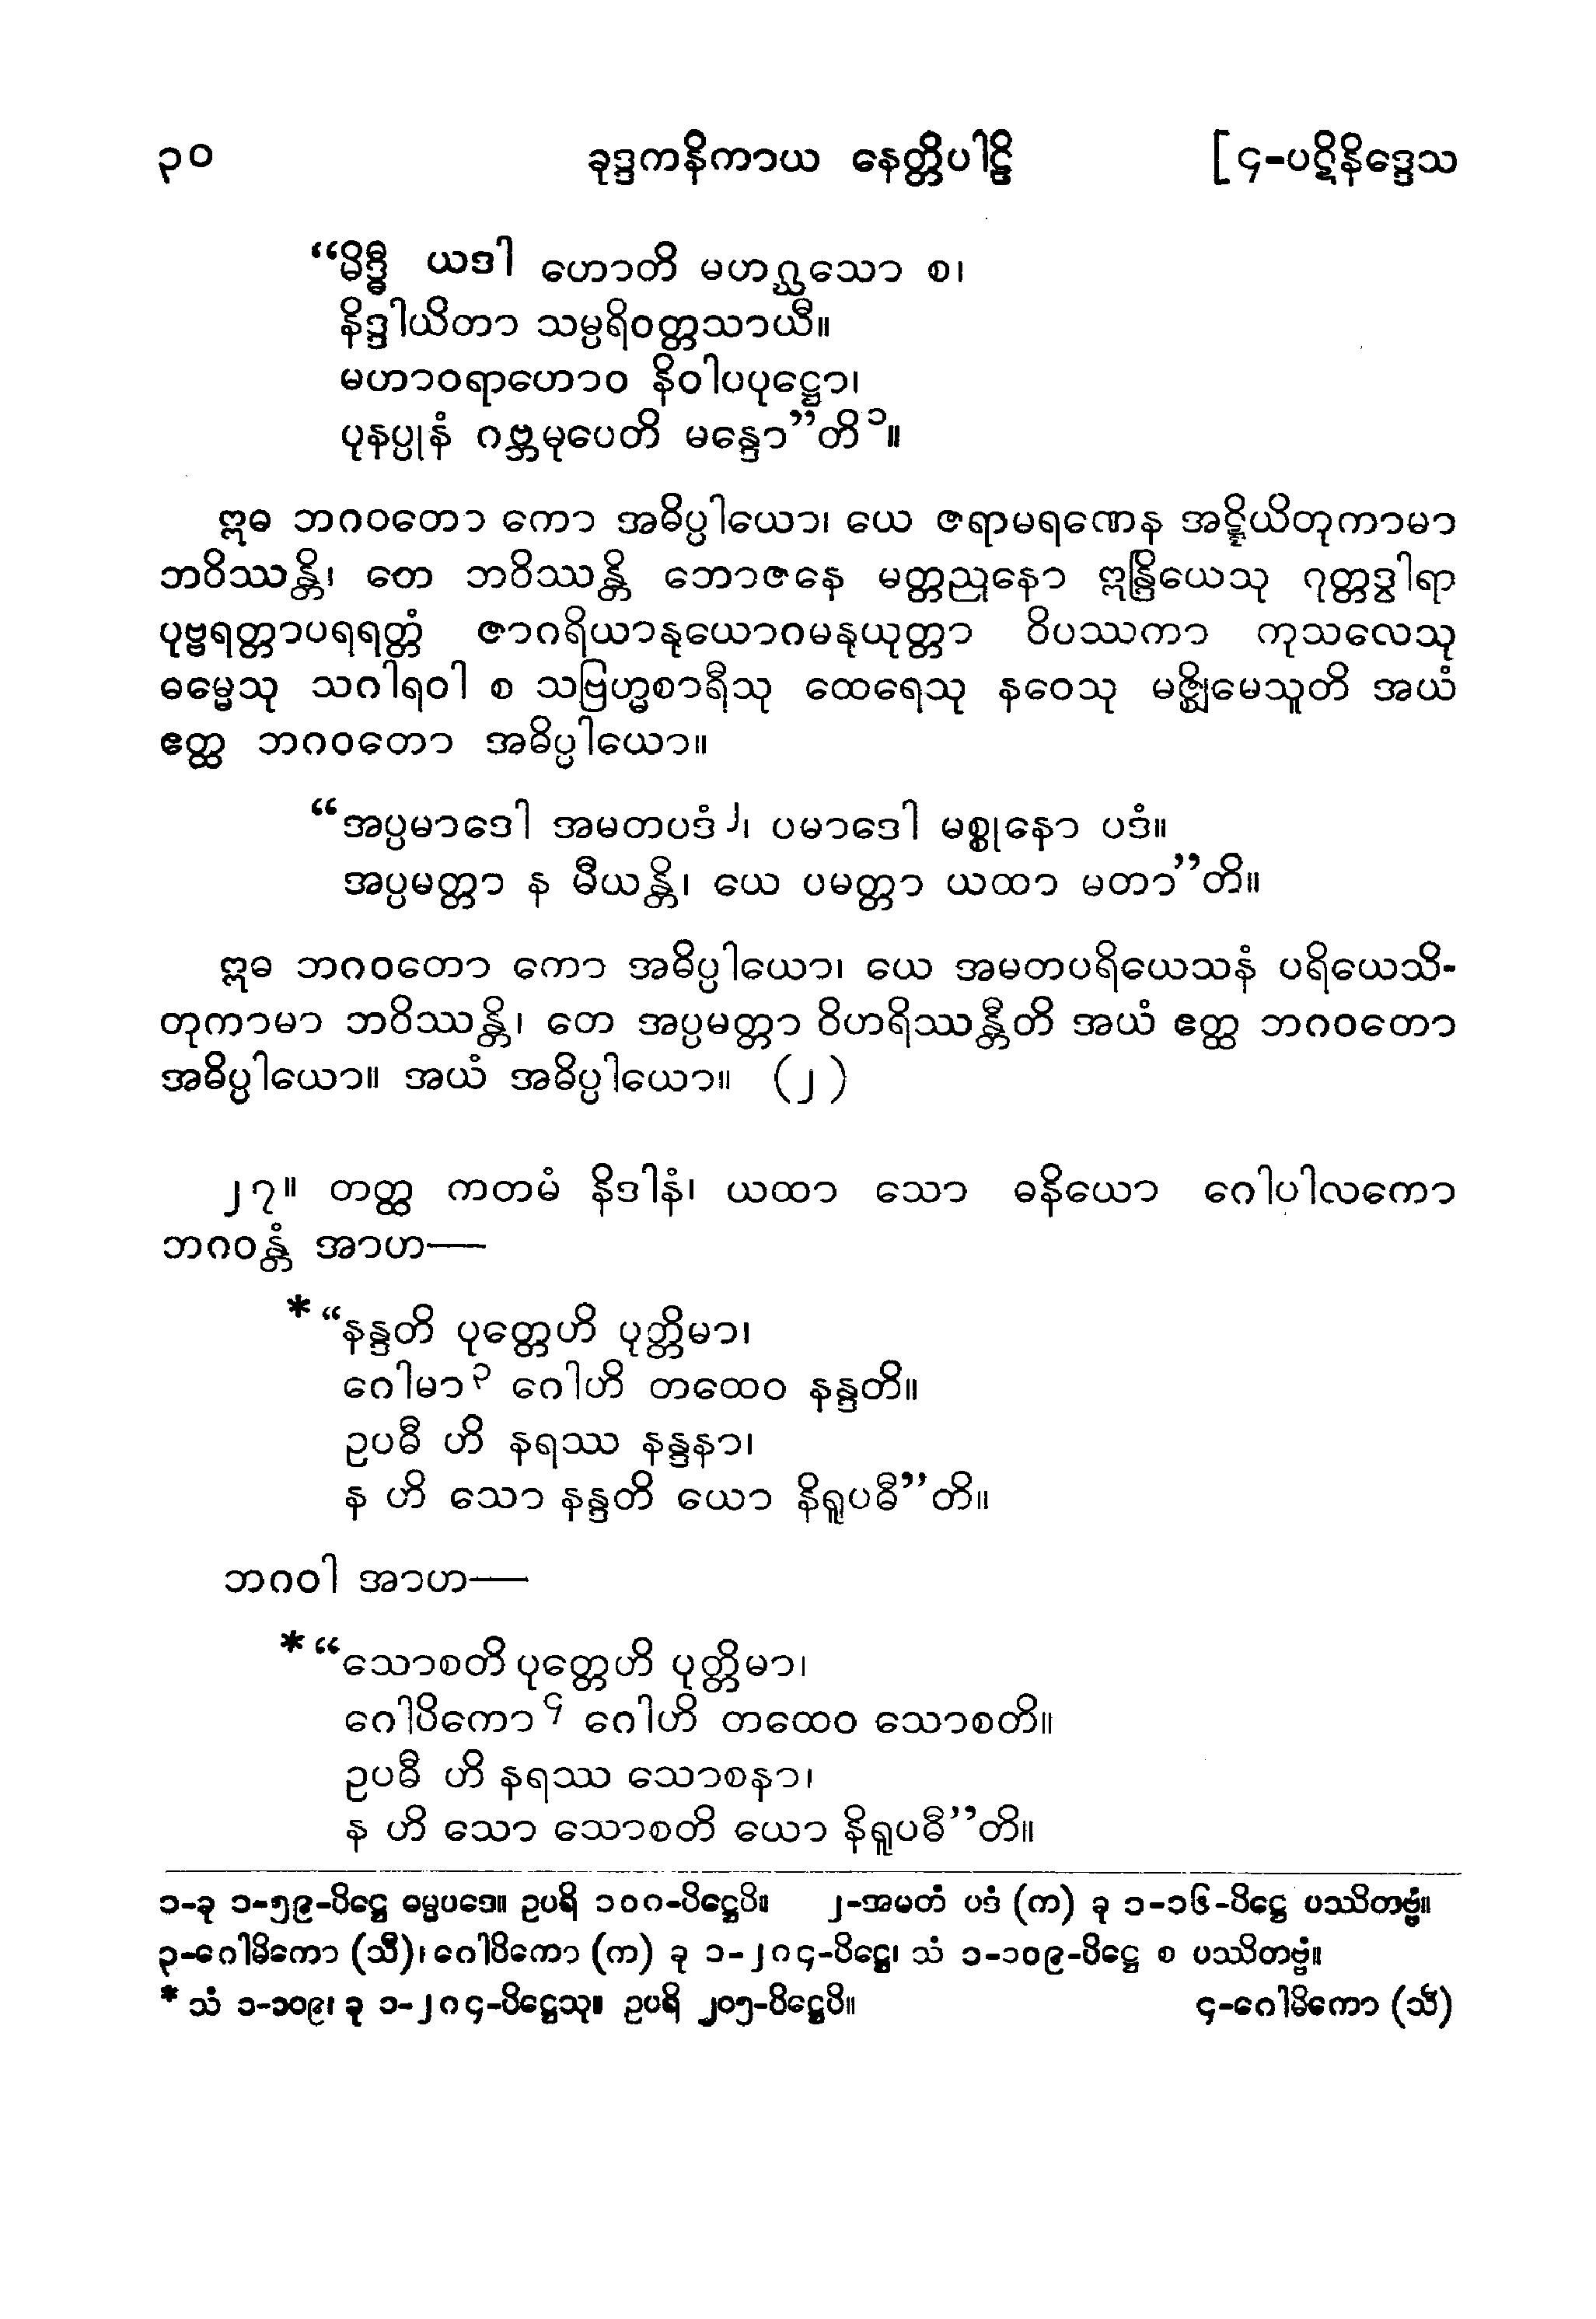 ၃၀ ခုဒ္ဒကနိကာယ နေတ္တိပါဠိ [၄-ပဋိနိဒ္ဒေသ
“မိဒ္ဓီ ယဒါ ဟောတိ မဟဂ္ဃသော စ၊
နိဒ္ဒါယိတာ သမ္ပရိဝတ္တသာယီ။
မဟာဝရာဟောဝ နိဝါပပုဋ္ဌော၊
ပုနပ္ပုနံ ဂဗ္ဘမုပေတိ မန္ဒော”တိ၁။
ဣဓ ဘဂဝတော ကော အဓိပ္ပါယော၊ ယေ ဇရာမရဏေန အဋ္ဋိယိတုကာမာ
ဘဝိဿန္တိ၊ တေ ဘဝိဿန္တိ ဘောဇနေ မတ္တညုနော ဣန္ဒြိယေသု ဂုတ္တဒွါရာ
ပုဗ္ဗရတ္တာပရရတ္တံ ဇာဂရိယာနုယောဂမနုယုတ္တာ ဝိပဿကာ ကုသလေသု
ဓမ္မေသု သဂါရဝါ စ သဗြဟ္မစာရီသု ထေရေသု နဝေသု မဇ္ဈိမေသူတိ အယံ
ဧတ္ထ ဘဂဝတော အဓိပ္ပါယော။
“အပ္ပမာဒေါ အမတပဒံ၂၊ ပမာဒေါ မစ္စုနော ပဒံ။
အပ္ပမတ္တာ န မီယန္တိ၊ ယေ ပမတ္တာ ယထာ မတာ”တိ။
ဣဓ ဘဂဝတော ကော အဓိပ္ပါယော၊ ယေ အမတပရိယေသနံ ပရိယေသိ-
တုကာမာ ဘဝိဿန္တိ၊ တေ အပ္ပမတ္တာ ဝိဟရိဿန္တီတိ အယံ ဧတ္ထ ဘဂဝတော
အဓိပ္ပါယော။ အယံ အဓိပ္ပါယော။ (၂)
၂၇။ တတ္ထ ကတမံ နိဒါနံ၊ ယထာ သော ဓနိယော ဂေါပါလကော
ဘဂဝန္တံ အာဟ—
*“နန္ဒတိ ပုတ္တေဟိ ပုတ္တိမာ၊
ဂေါမာ၃ ဂေါဟိ တထေဝ နန္ဒတိ။
ဥပဓီ ဟိ နရဿ နန္ဒနာ၊
န ဟိ သော နန္ဒတိ ယော နိရူပဓီ”တိ။
ဘဂဝါ အာဟ—
*“သောစတိ ပုတ္တေဟိ ပုတ္တိမာ၊
ဂေါပိကော၄ ဂေါဟိ တထေဝ သောစတိ။
ဥပဓီ ဟိ နရဿ သောစနာ၊
န ဟိ သော သောစတိ ယော နိရူပဓီ”တိ။
၁-ခု ၁-၅၉-ပိဋ္ဌေ ဓမ္မပဒေ။ ဥပရိ ၁၀၈-ပိဋ္ဌေပိ။ ၂-အမတံ ပဒံ (က) ခု ၁-၁၆-ပိဋ္ဌေ ပဿိတဗ္ဗံ။
၃-ဂေါမိကော (သီ)၊ ဂေါပိကော (က) ခု ၁-၂၈၄-ပိဋ္ဌေ၊ သံ ၁-၁၀၉-ပိဋ္ဌေ စ ပဿိတဗ္ဗံ။
* သံ ၁-၁၀၉၊ ခု ၁-၂၈၄-ပိဋ္ဌေသု။ ဥပရိ ၂၀၅-ပိဋ္ဌေပိ။ ၄-ဂေါမိကော (သီ)